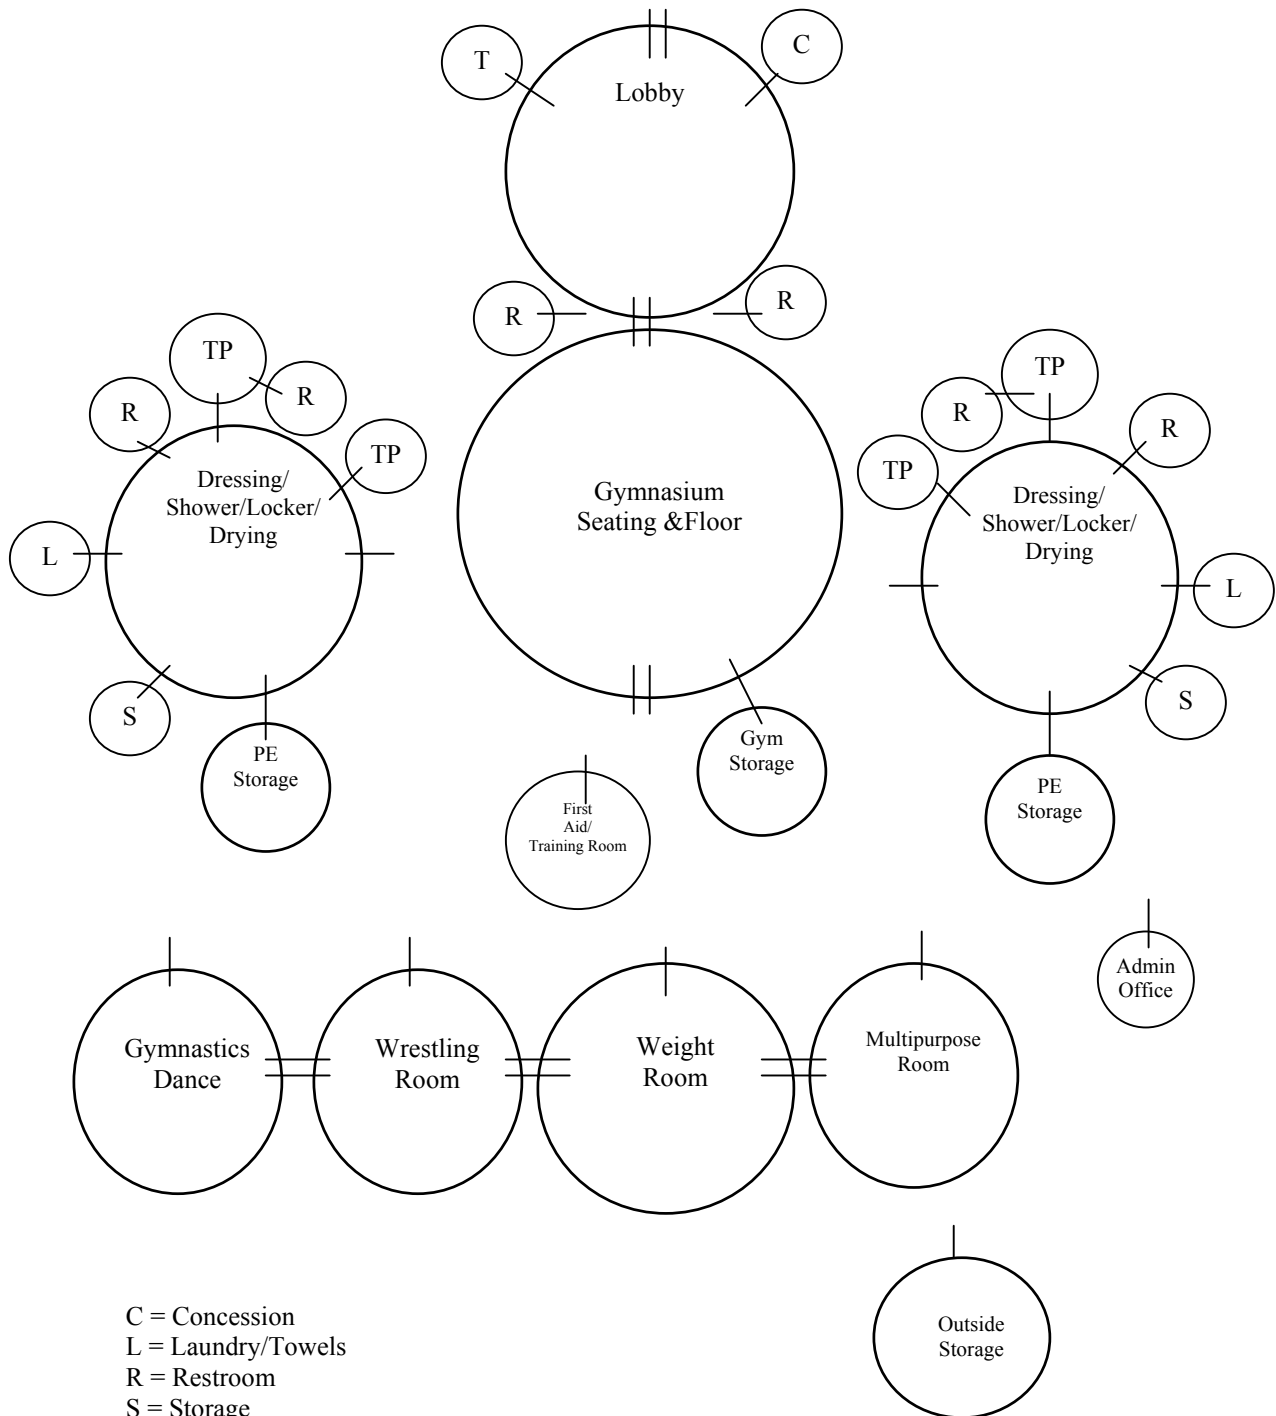 T
C
Lobby
R
R
TP
R
R
TP
Dressing/
Shower/Locker/
Drying
L
S
PE
Storage
Gymnasium
Seating &Floor
Gym
Storage
First
Aid/
Training Room
TP
R
R
TP
Dressing/
Shower/Locker/
Drying
L
S
PE
Storage
Admin
Office
Gymnastics
Dance
Wrestling
Room
Weight
Room
Multipurpose
Room
Outside
Storage
C = Concession
L = Laundry/Towels
R = Restroom
S = Storage